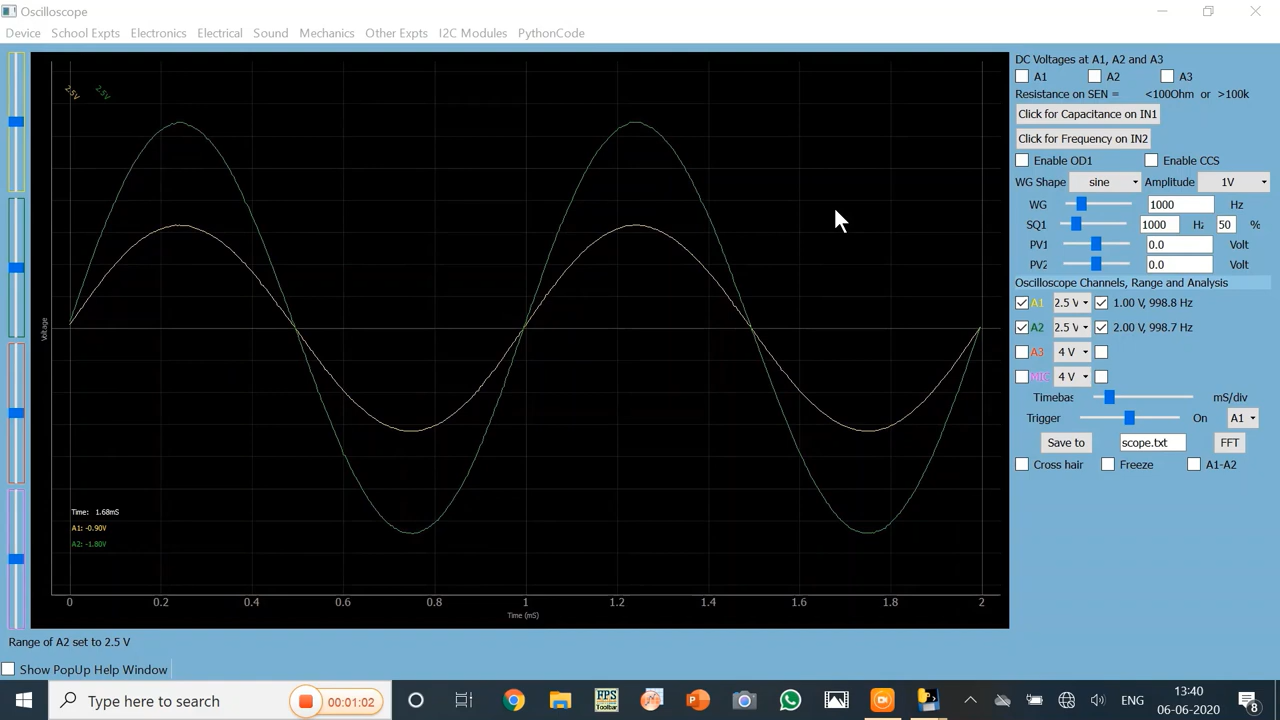 Oscilloscope
Device School Expts Electronics Electrical Sound Mechanics Other Expts I2C Modules PythonCode
2.5V 2.5V
Voltage
Time: 1.68mS
A1: -0.90V
A2: -1.80V
0 0.2 0.4 0.6 0.8 1 1.2 1.4 1.6 1.8 2
Time (mS)
DC Voltages at A1, A2 and A3
A1 A2 A3
Resistance on SEN = <100Ohm or >100k
Click for Capacitance on IN1
Click for Frequency on IN2
Enable OD1 Enable CCS
WG Shape sine Amplitude 1V
WG 1000 Hz
SQ1 1000 Hz 50 %
PV1 0.0 Volt
PV2 0.0 Volt
Oscilloscope Channels, Range and Analysis
A1 2.5 V 1.00 V, 998.8 Hz
A2 2.5 V 2.00 V, 998.7 Hz
A3 4 V
MIC 4 V
Timebas mS/div
Trigger On A1
Save to scope.txt FFT
Cross hair Freeze A1-A2
Range of A2 set to 2.5 V
Show PopUp Help Window
Type here to search 00:01:02 FPS Toolbar ENG 13:40
06-06-2020 8